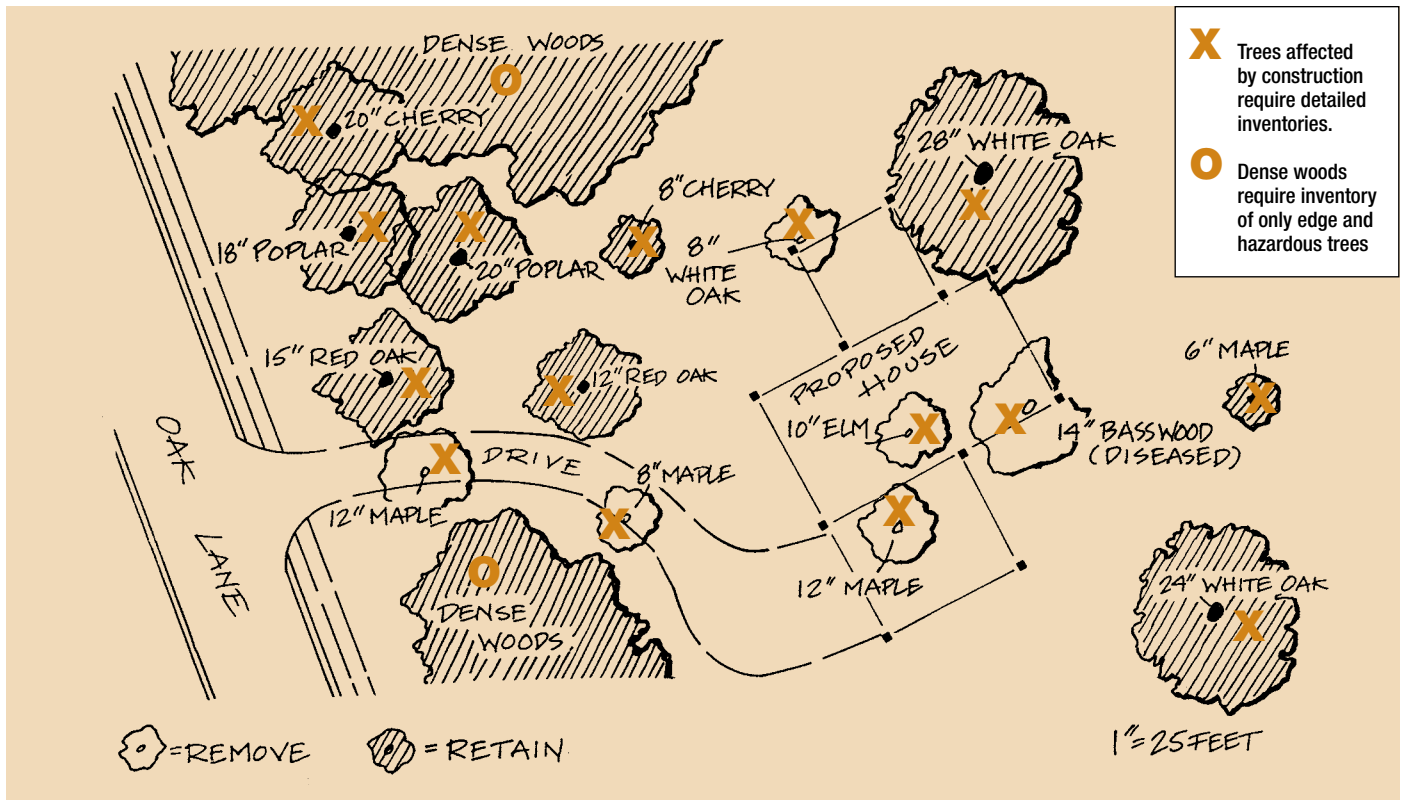 DENSE WOODS
O
X
20" CHERRY
X
28" WHITE OAK
X
8" CHERRY
X
18" POPLAR
X
X
20" POPLAR
X
8"
WHITE
OAK
15" RED OAK
X
X
12" RED OAK
PROPOSED
HOUSE
6" MAPLE
X
10" ELM
X
X
14" BASSWOOD
(DISEASED)
OAK
LANE
X
DRIVE
12" MAPLE
8" MAPLE
X
X
12" MAPLE
O
DENSE
WOODS
24" WHITE OAK
X
=REMOVE
= RETAIN
1"=25 FEET
X
Trees affected
by construction
require detailed
inventories.
O
Dense woods
require inventory
of only edge and
hazardous trees